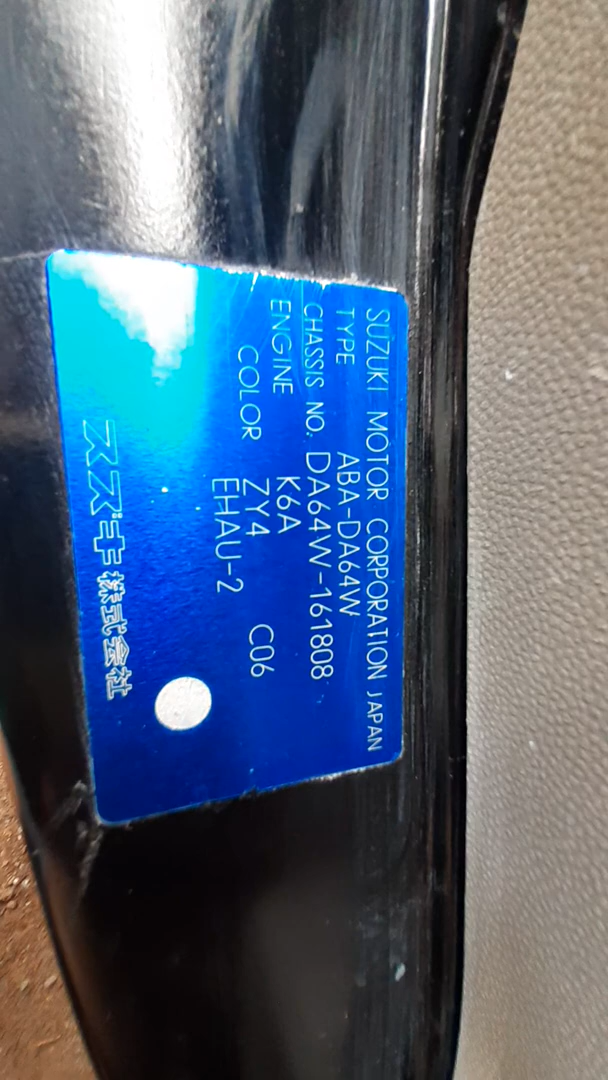 SUZUKI MOTOR CORPORATION JAPAN
TYPE ABA-DA64W
CHASSIS NO. DA64W-161808
ENGINE K6A
COLOR ZY4 C06
EHAU-2
スズキ株式会社